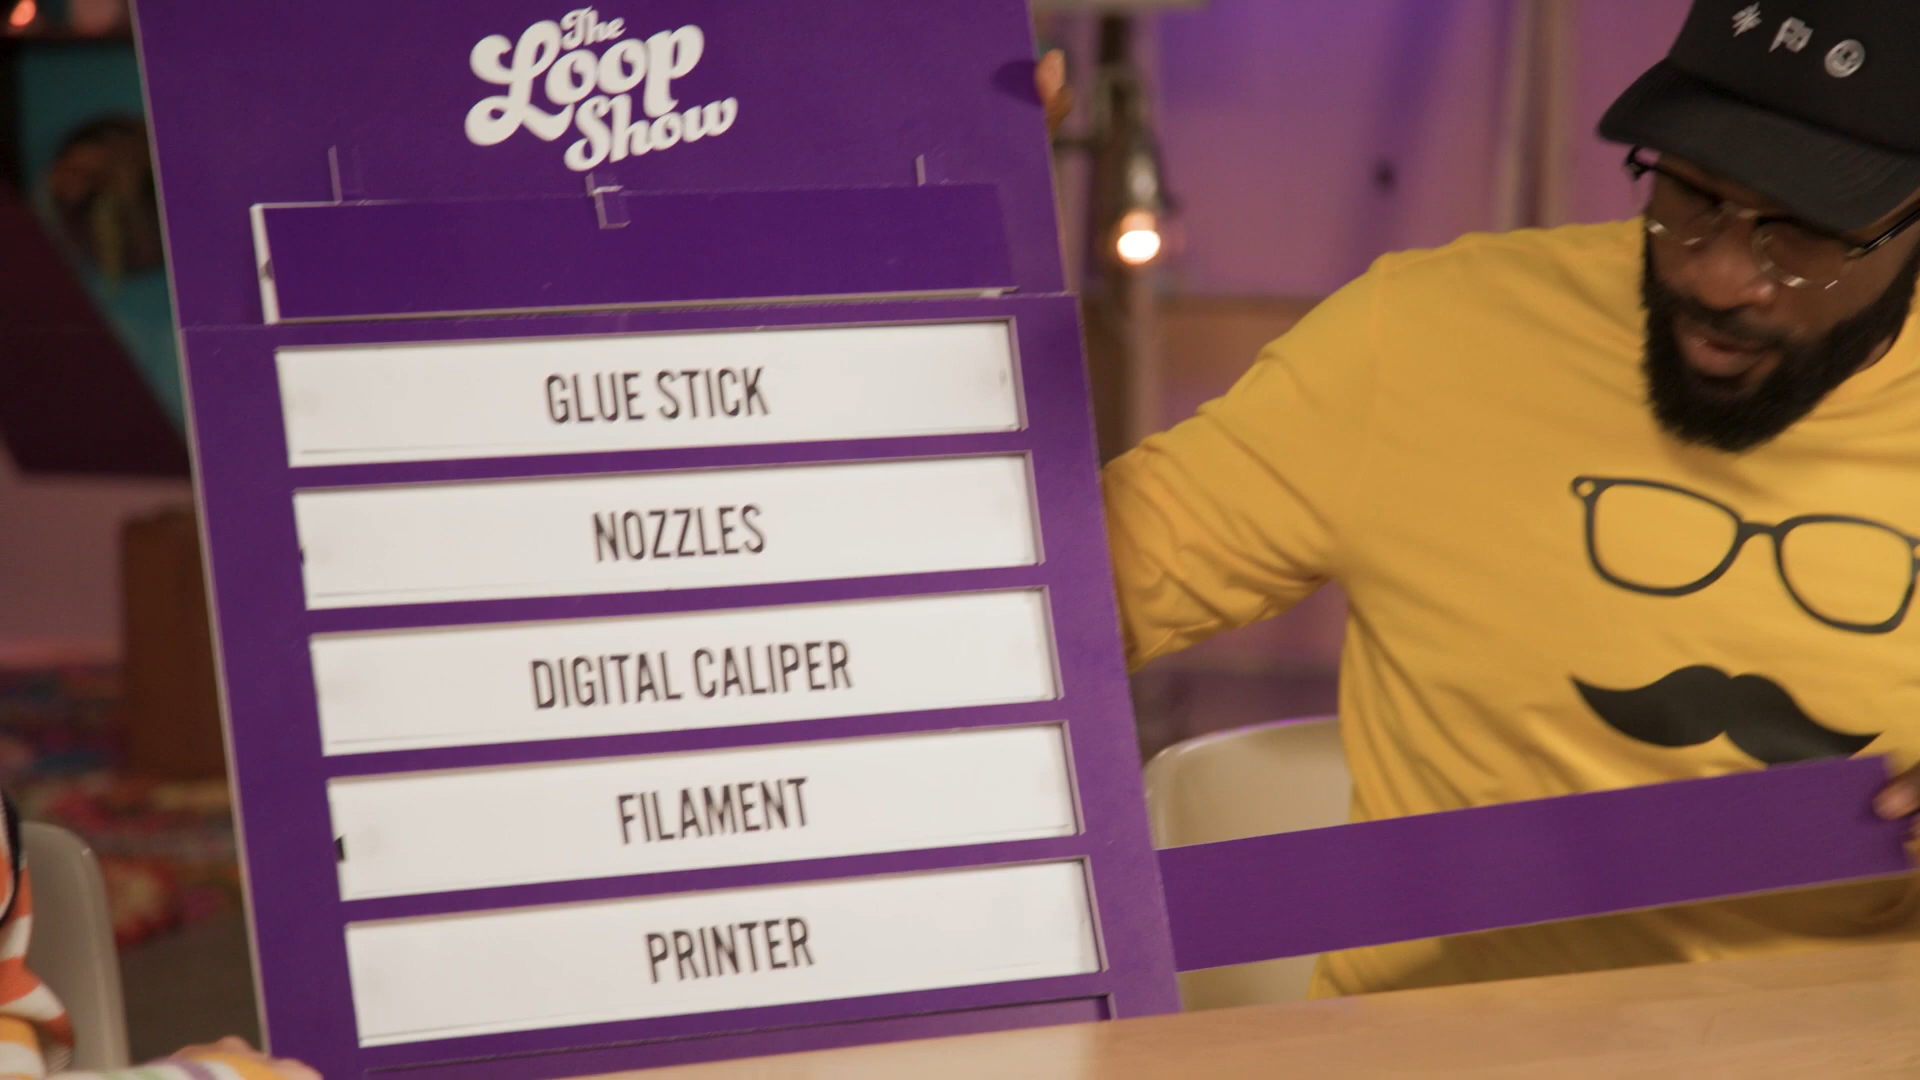 The
Loop
Show
GLUE STICK
NOZZLES
DIGITAL CALIPER
FILAMENT
PRINTER